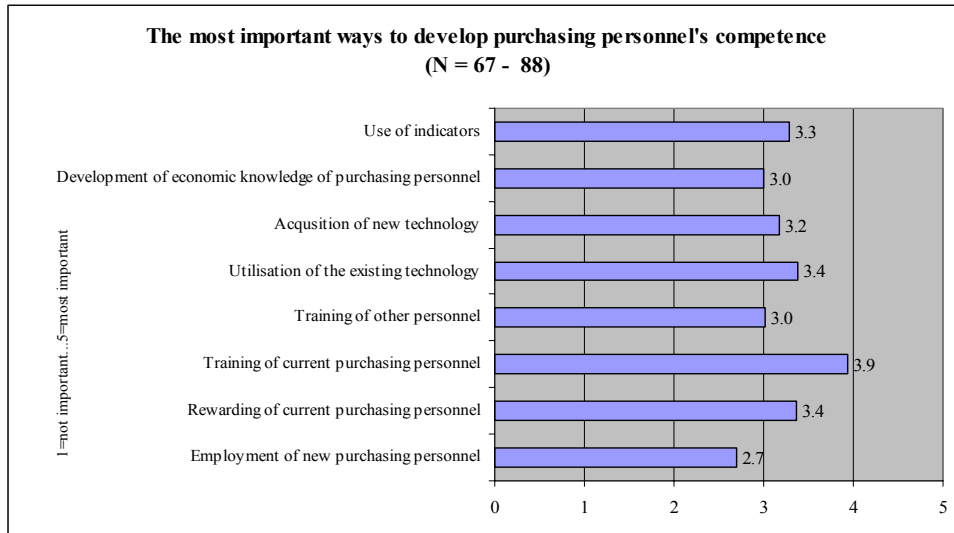 The most important ways to develop purchasing personnel's competence
(N = 67 - 88)
Use of indicators 3.3
Development of economic knowledge of purchasing personnel 3.0
Acqusition of new technology 3.2
Utilisation of the existing technology 3.4
Training of other personnel 3.0
Training of current purchasing personnel 3.9
Rewarding of current purchasing personnel 3.4
Employment of new purchasing personnel 2.7
1=not important...5=most important
0 1 2 3 4 5